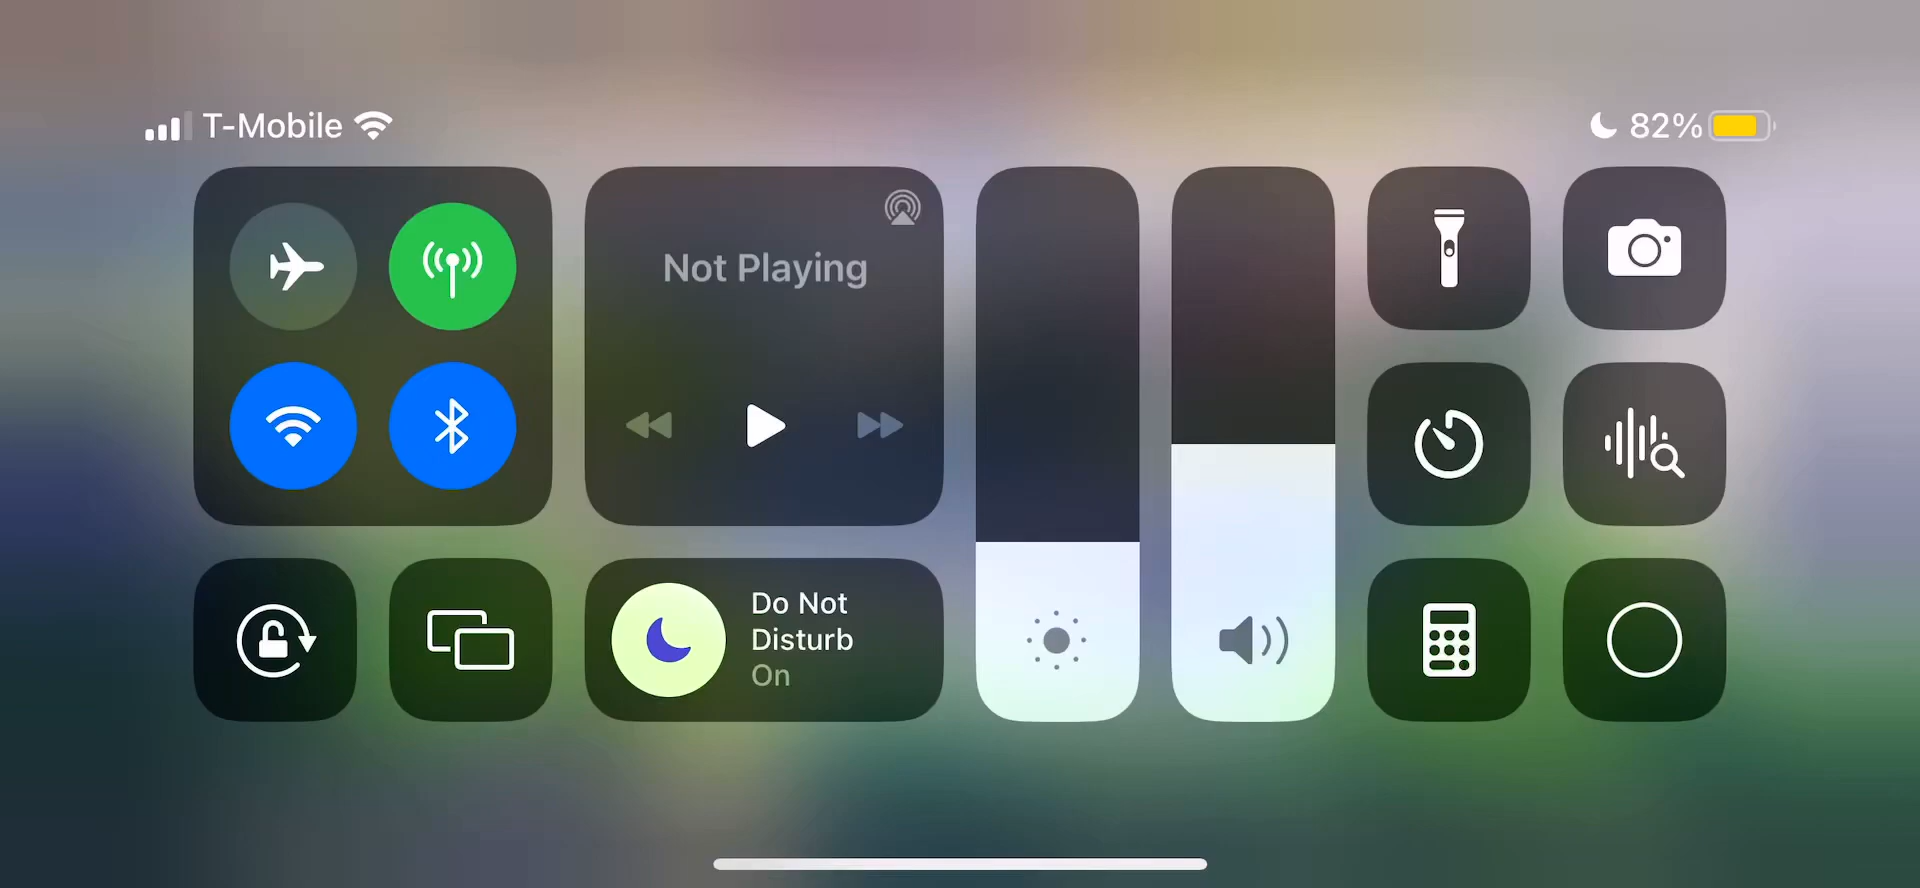 T-Mobile
82%
Not Playing
Do Not
Disturb
On